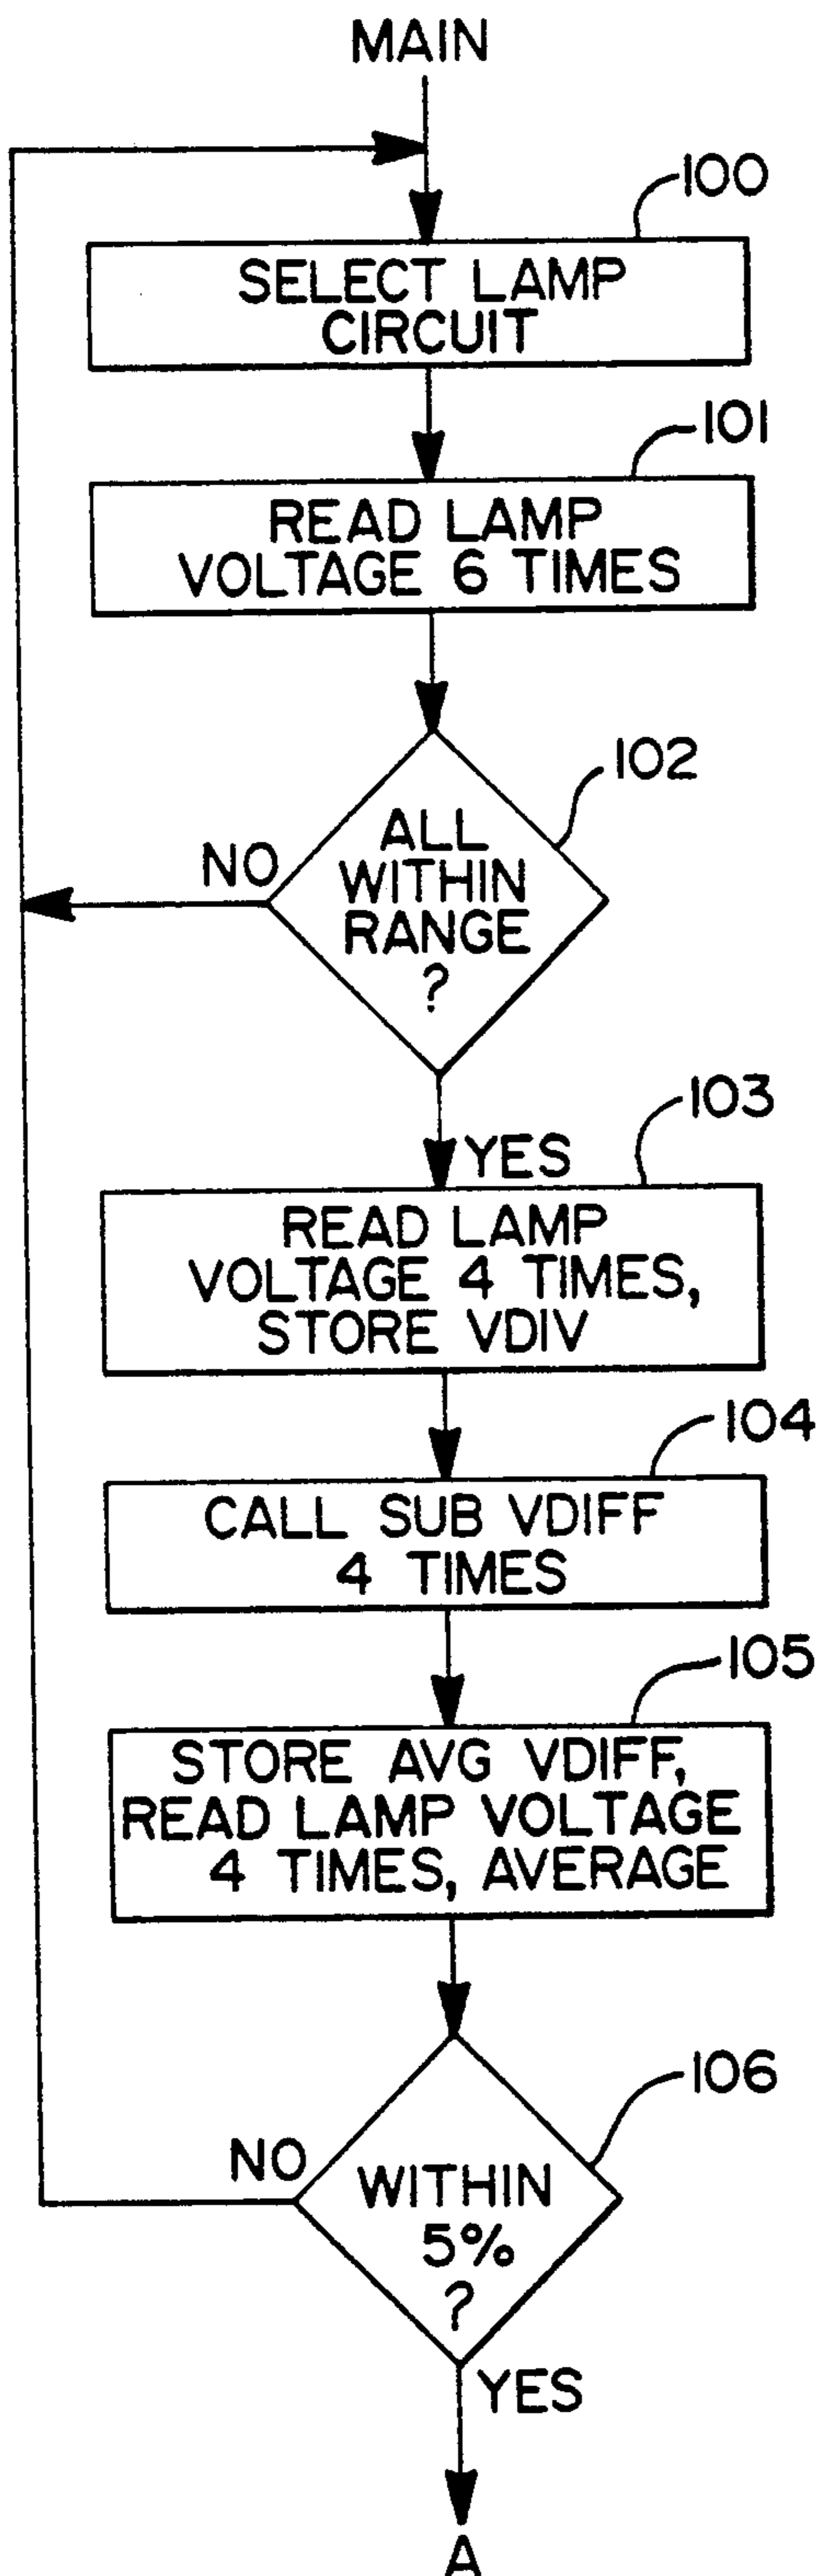 MAIN
100
SELECT LAMP
CIRCUIT
101
READ LAMP
VOLTAGE 6 TIMES
102
ALL
WITHIN
RANGE
?
NO
YES
103
READ LAMP
VOLTAGE 4 TIMES,
STORE VDIV
104
CALL SUB VDIFF
4 TIMES
105
STORE AVG VDIFF,
READ LAMP VOLTAGE
4 TIMES, AVERAGE
106
NO
WITHIN
5%
?
YES
A